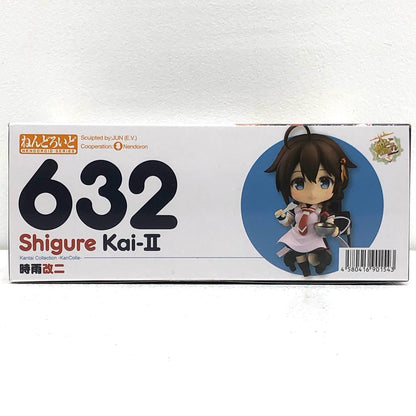 ねんどろいど
NENDOROID SERIES
Sculpted by:JUN (E.V.)
Cooperation: Nendoron
632
Shigure Kai-II
Kantai Collection -KanColle-
時雨改二
4 580416 901543